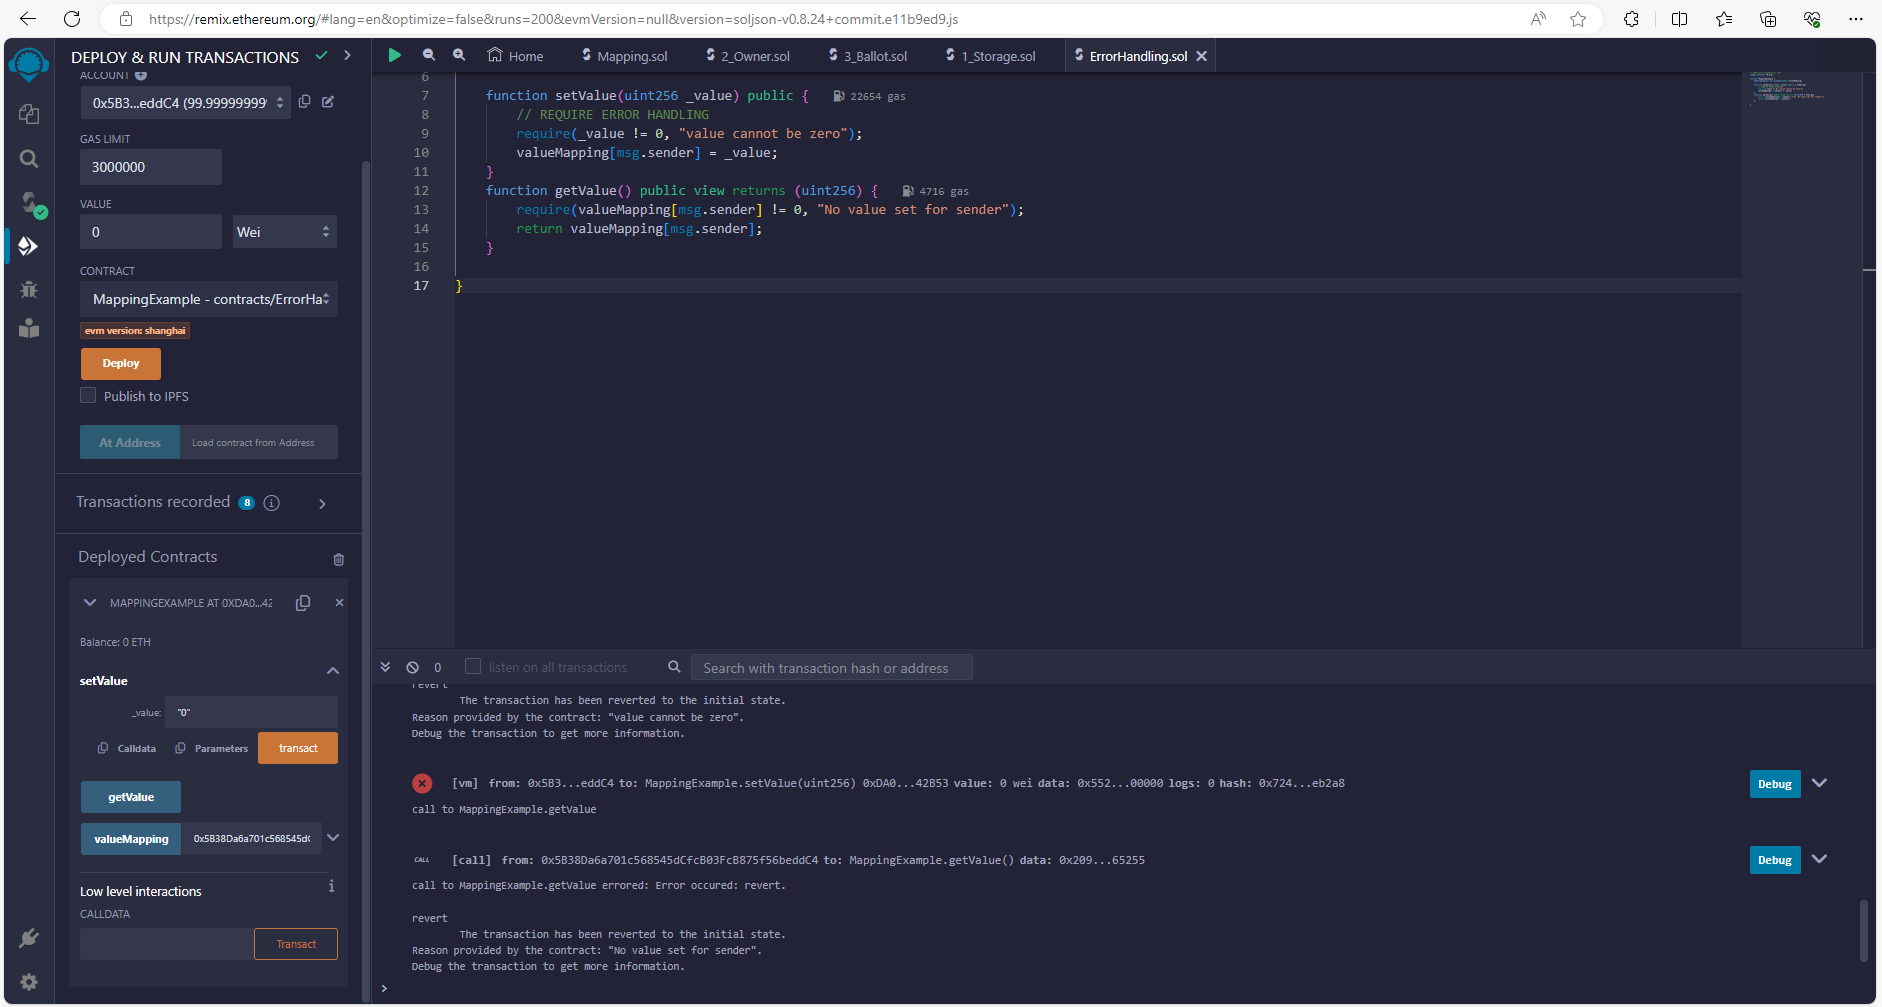 https://remix.ethereum.org/#lang=en&optimize=false&runs=200&evmVersion=null&version=soljson-v0.8.24+commit.e11b9ed9.js
DEPLOY & RUN TRANSACTIONS
ACCOUNT
0x5B3...eddC4 (99.99999999
GAS LIMIT
3000000
VALUE
0
Wei
CONTRACT
MappingExample - contracts/ErrorHa
evm version: shanghai
Deploy
Publish to IPFS
At Address
Load contract from Address
Transactions recorded 8
Deployed Contracts
MAPPINGEXAMPLE AT 0XDA0...42
Balance: 0 ETH
setValue
_value: "0"
Calldata
Parameters
transact
getValue
valueMapping
0x5B38Da6a701c568545d
Low level interactions
CALLDATA
Transact
Home
Mapping.sol
2_Owner.sol
3_Ballot.sol
1_Storage.sol
ErrorHandling.sol
6
7 function setValue(uint256 _value) public { 22654 gas
8 // REQUIRE ERROR HANDLING
9 require(_value != 0, "value cannot be zero");
10 valueMapping[msg.sender] = _value;
11 }
12 function getValue() public view returns (uint256) { 4716 gas
13 require(valueMapping[msg.sender] != 0, "No value set for sender");
14 return valueMapping[msg.sender];
15 }
16
17 }
0
listen on all transactions
Search with transaction hash or address
revert
The transaction has been reverted to the initial state.
Reason provided by the contract: "value cannot be zero".
Debug the transaction to get more information.
[vm] from: 0x5B3...eddC4 to: MappingExample.setValue(uint256) 0xDA0...42B53 value: 0 wei data: 0x552...00000 logs: 0 hash: 0x724...eb2a8
Debug
call to MappingExample.getValue
CALL [call] from: 0x5B38Da6a701c568545dCfcB03FcB875f56beddC4 to: MappingExample.getValue() data: 0x209...65255
Debug
call to MappingExample.getValue errored: Error occured: revert.
revert
The transaction has been reverted to the initial state.
Reason provided by the contract: "No value set for sender".
Debug the transaction to get more information.
>